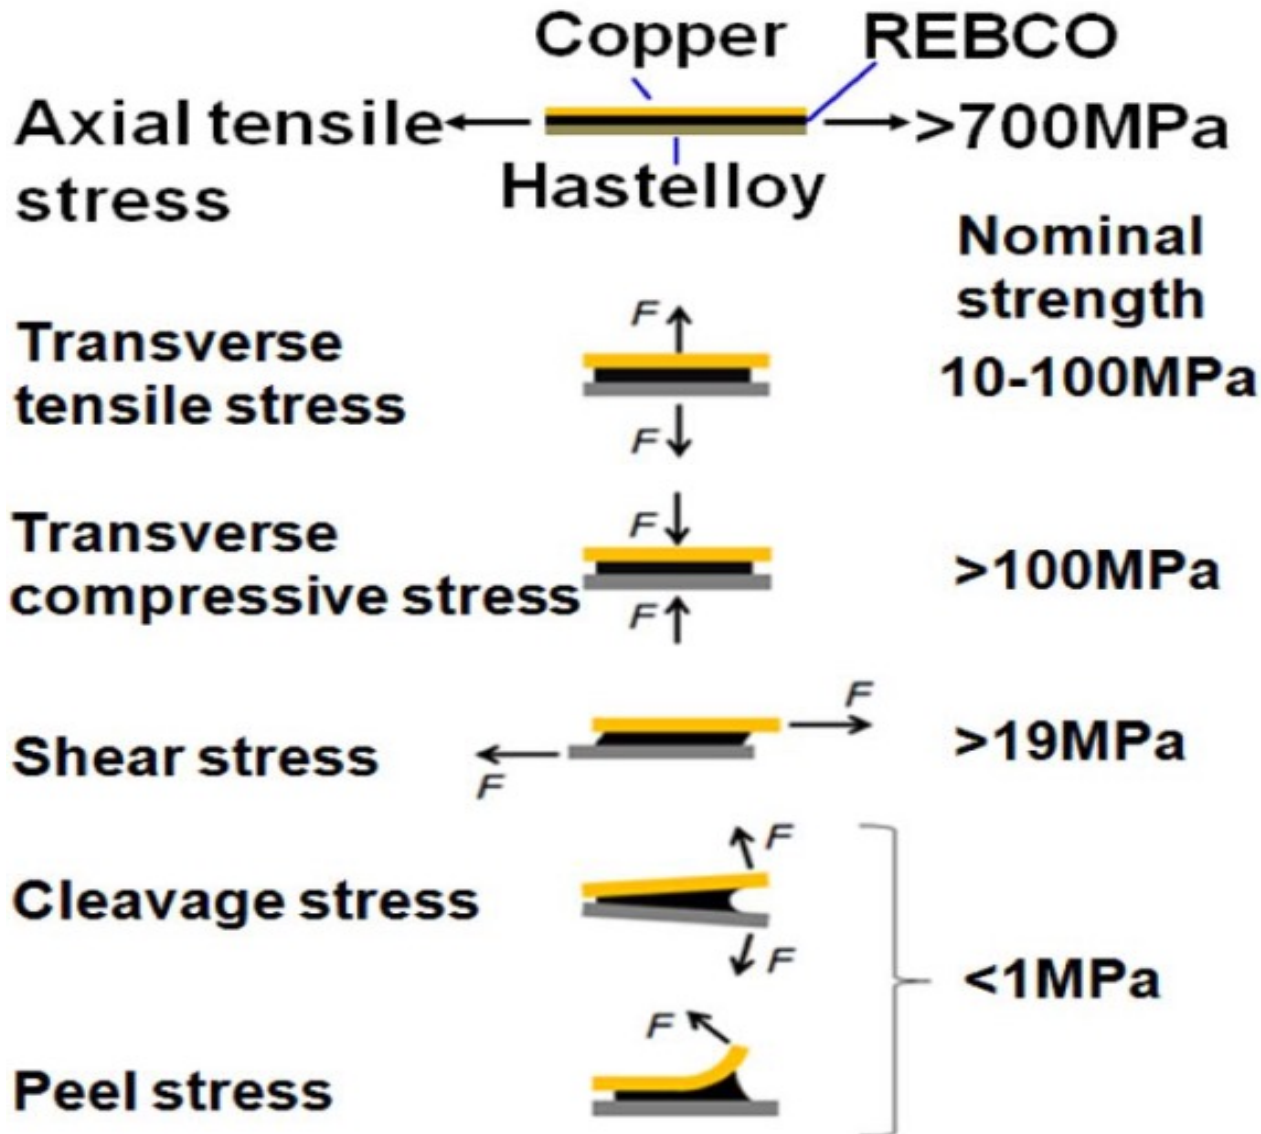 Copper REBCO
Axial tensile >700MPa
stress Hastelloy
Nominal
strength
Transverse F
tensile stress 10-100MPa
F
Transverse F
compressive stress >100MPa
F
F
Shear stress >19MPa
F
F
Cleavage stress
F
<1MPa
F
Peel stress